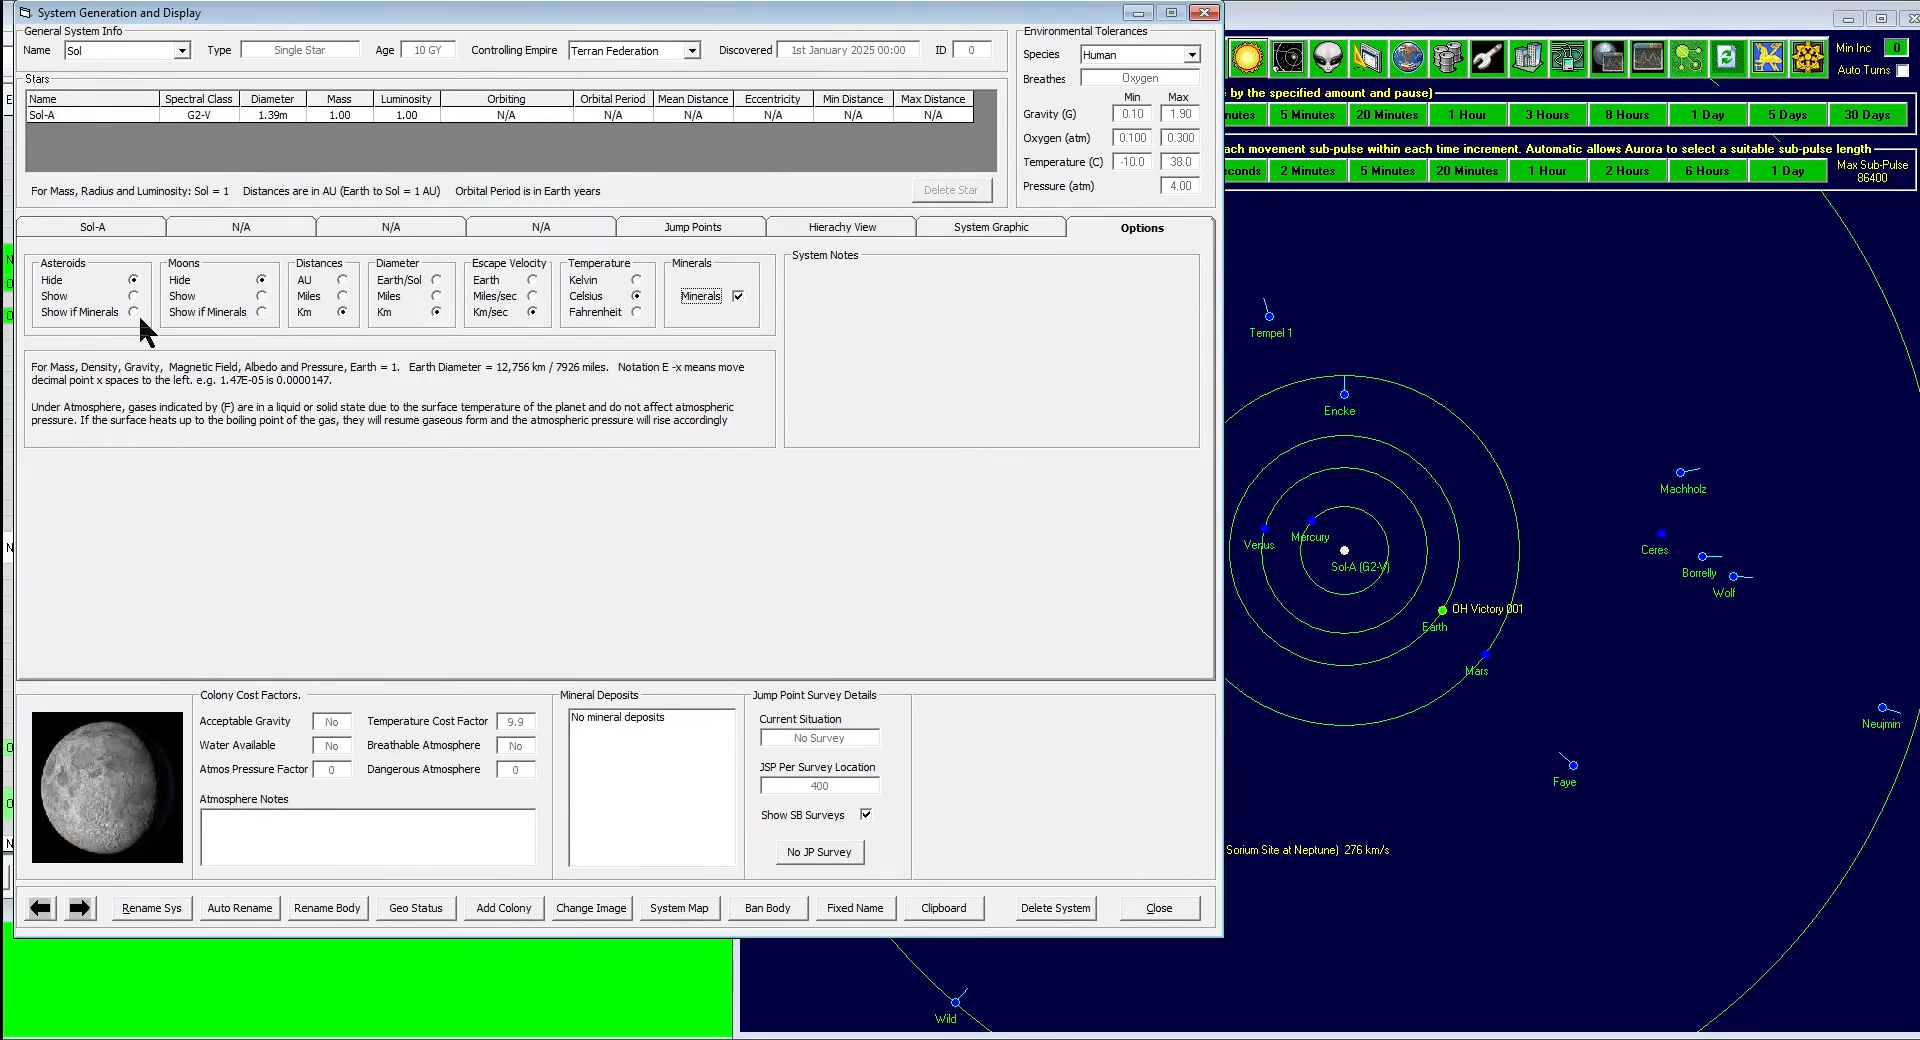 System Generation and Display
General System Info
Name Sol Type Single Star Age 10 GY Controlling Empire Terran Federation Discovered 1st January 2025 00:00 ID 0
Stars
Name Spectral Class Diameter Mass Luminosity Orbiting Orbital Period Mean Distance Eccentricity Min Distance Max Distance
Sol-A G2-V 1.39m 1.00 1.00 N/A N/A N/A N/A N/A N/A
For Mass, Radius and Luminosity: Sol = 1 Distances are in AU (Earth to Sol = 1 AU) Orbital Period is in Earth years
Delete Star
Environmental Tolerances
Species Human
Breathes Oxygen
Min Max
Gravity (G) 0.10 1.90
Oxygen (atm) 0.100 0.300
Temperature (C) -10.0 38.0
Pressure (atm) 4.00
Sol-A N/A N/A N/A Jump Points Hierachy View System Graphic Options
Asteroids Moons Distances Diameter Escape Velocity Temperature Minerals
Hide Hide AU Earth/Sol Earth Kelvin
Show Show Miles Miles Miles/sec Celsius Minerals
Show if Minerals Show if Minerals Km Km Km/sec Fahrenheit
System Notes
For Mass, Density, Gravity, Magnetic Field, Albedo and Pressure, Earth = 1. Earth Diameter = 12,756 km / 7926 miles. Notation E -x means move
decimal point x spaces to the left. e.g. 1.47E-05 is 0.0000147.
Under Atmosphere, gases indicated by (F) are in a liquid or solid state due to the surface temperature of the planet and do not affect atmospheric
pressure. If the surface heats up to the boiling point of the gas, they will resume gaseous form and the atmospheric pressure will rise accordingly
Colony Cost Factors.
Acceptable Gravity No Temperature Cost Factor 9.9
Water Available No Breathable Atmosphere No
Atmos Pressure Factor 0 Dangerous Atmosphere 0
Atmosphere Notes
Mineral Deposits
No mineral deposits
Jump Point Survey Details
Current Situation
No Survey
JSP Per Survey Location
400
Show SB Surveys
No JP Survey
Rename Sys Auto Rename Rename Body Geo Status Add Colony Change Image System Map Ban Body Fixed Name Clipboard Delete System Close
Min Inc 0
Auto Turns
by the specified amount and pause)
nutes 5 Minutes 20 Minutes 1 Hour 3 Hours 8 Hours 1 Day 5 Days 30 Days
ach movement sub-pulse within each time increment. Automatic allows Aurora to select a suitable sub-pulse length
econds 2 Minutes 5 Minutes 20 Minutes 1 Hour 2 Hours 6 Hours 1 Day
Max Sub-Pulse
86400
Tempel 1
Encke
Machholz
Venus
Mercury
Ceres
Sol-A (G2-V)
Borrelly
Wolf
OH Victory 001
Earth
Mars
Neujmin
Faye
Sorium Site at Neptune) 276 km/s
Wild